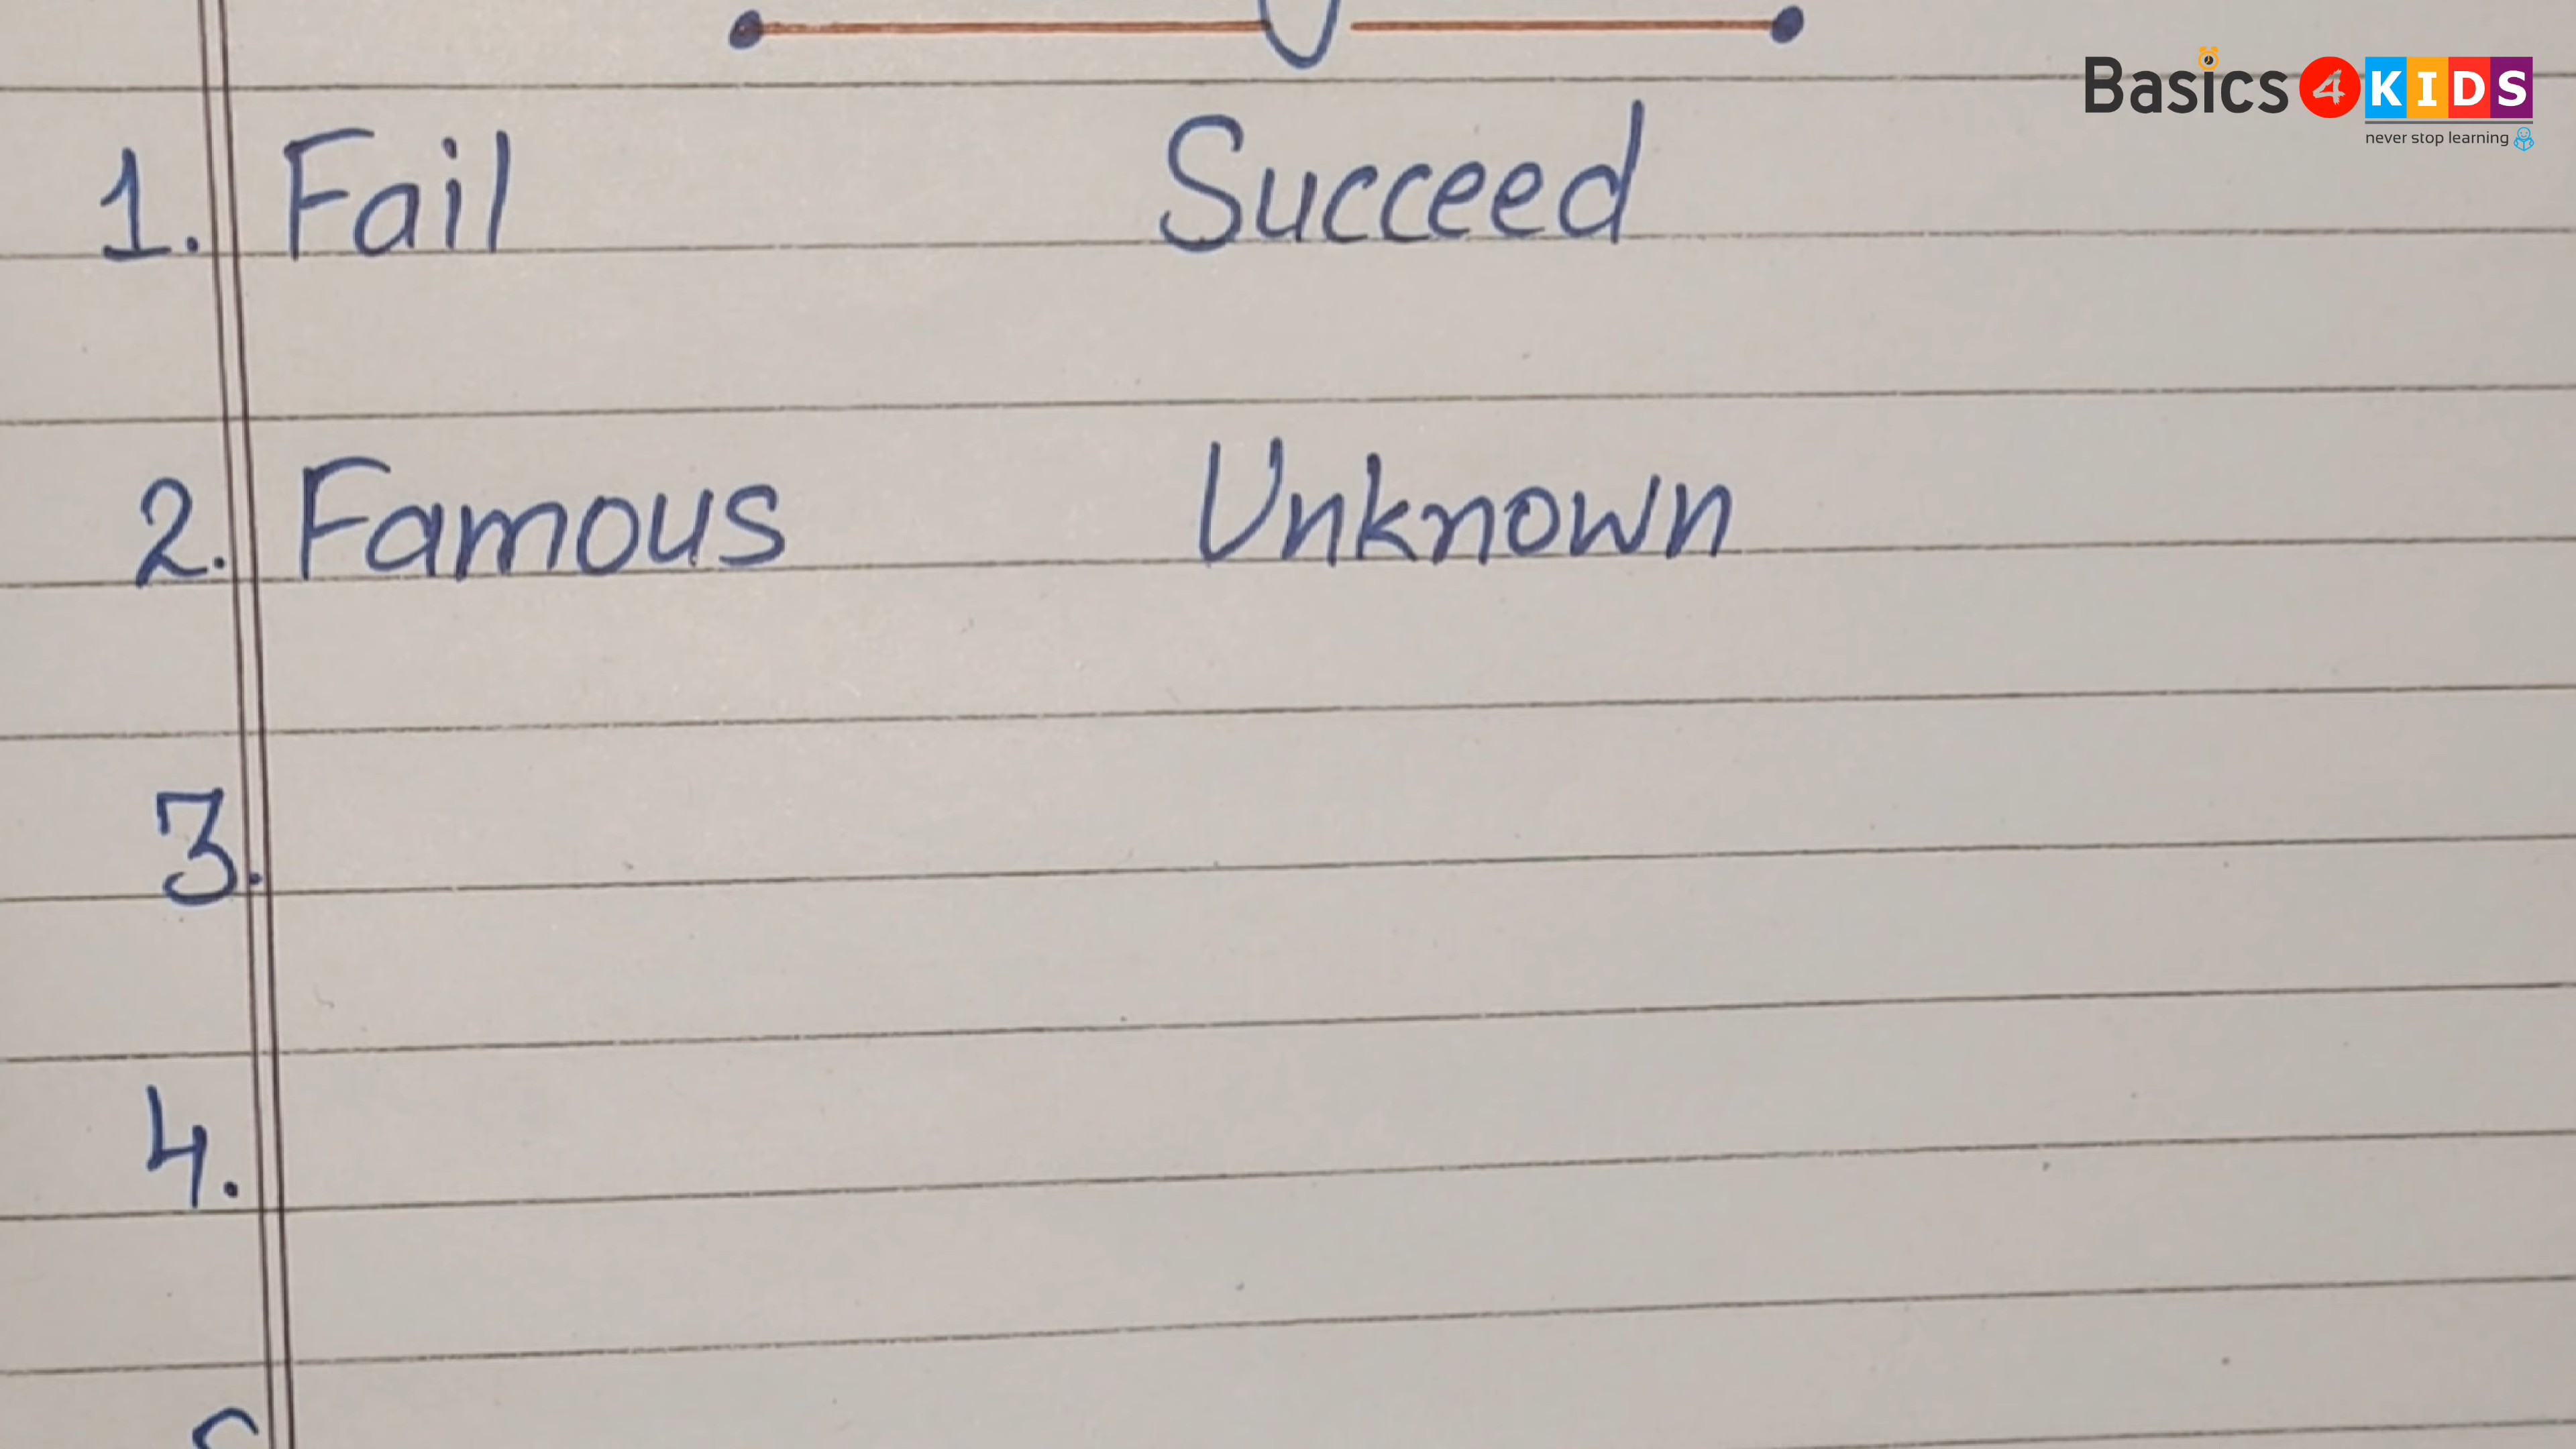 Basics 4 KIDS
never stop learning
1. Fail Succeed
2. Famous Unknown
3.
4.